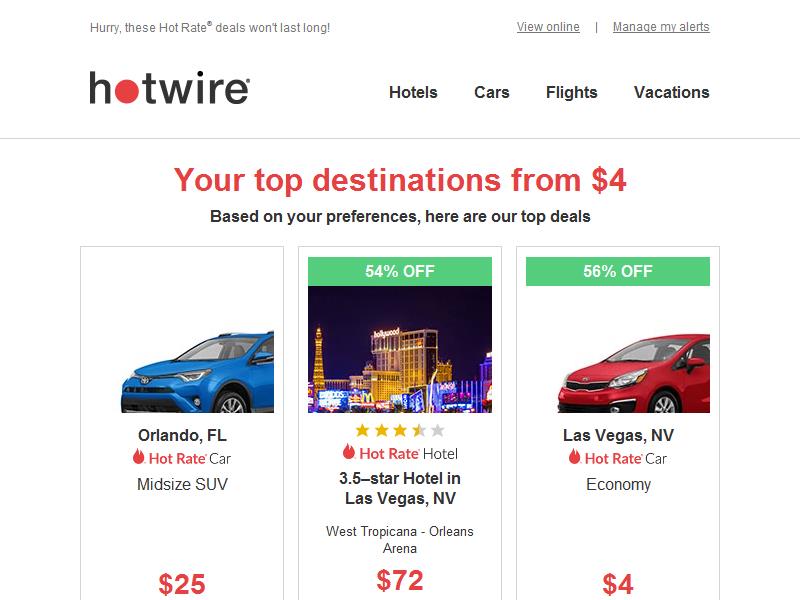 Hurry, these Hot Rate® deals won't last long!
View online | Manage my alerts
hotwire®
Hotels Cars Flights Vacations
Your top destinations from $4
Based on your preferences, here are our top deals
Orlando, FL
Hot Rate® Car
Midsize SUV
$25
54% OFF
hollywood
Hot Rate® Hotel
3.5–star Hotel in
Las Vegas, NV
West Tropicana - Orleans
Arena
$72
56% OFF
Las Vegas, NV
Hot Rate® Car
Economy
$4